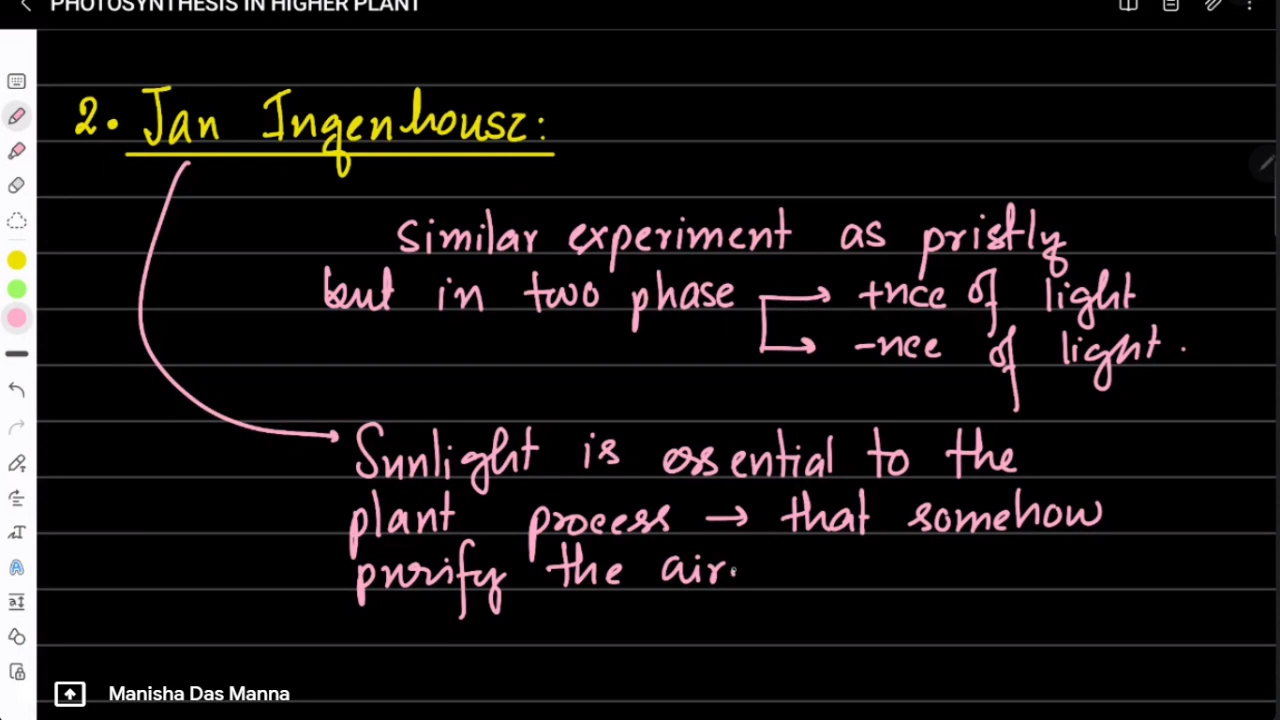 PHOTOSYNTHESIS IN HIGHER PLANT
2. Jan Ingenhousz:
similar experiment as pristly
but in two phase → +nce of light
→ -nce of light.
Sunlight is essential to the
plant process → that somehow
purify the air.
Manisha Das Manna